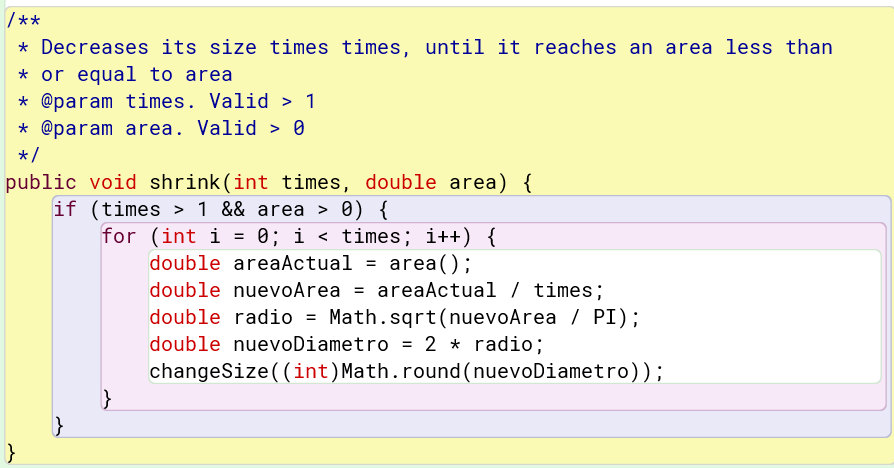 /**
 * Decreases its size times times, until it reaches an area less than
 * or equal to area
 * @param times. Valid > 1
 * @param area. Valid > 0
 */
public void shrink(int times, double area) {
    if (times > 1 && area > 0) {
        for (int i = 0; i < times; i++) {
            double areaActual = area();
            double nuevoArea = areaActual / times;
            double radio = Math.sqrt(nuevoArea / PI);
            double nuevoDiametro = 2 * radio;
            changeSize((int)Math.round(nuevoDiametro));
        }
    }
}